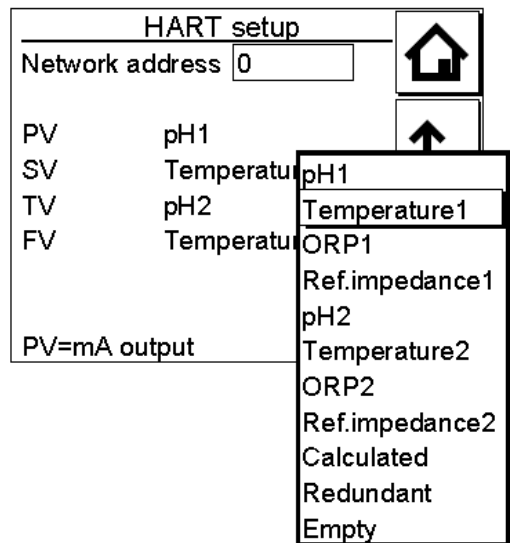 HART setup
Network address 0
PV pH1
SV Temperatu
TV pH2
FV Temperatu
PV=mA output
pH1
Temperature1
ORP1
Ref.impedance1
pH2
Temperature2
ORP2
Ref.impedance2
Calculated
Redundant
Empty